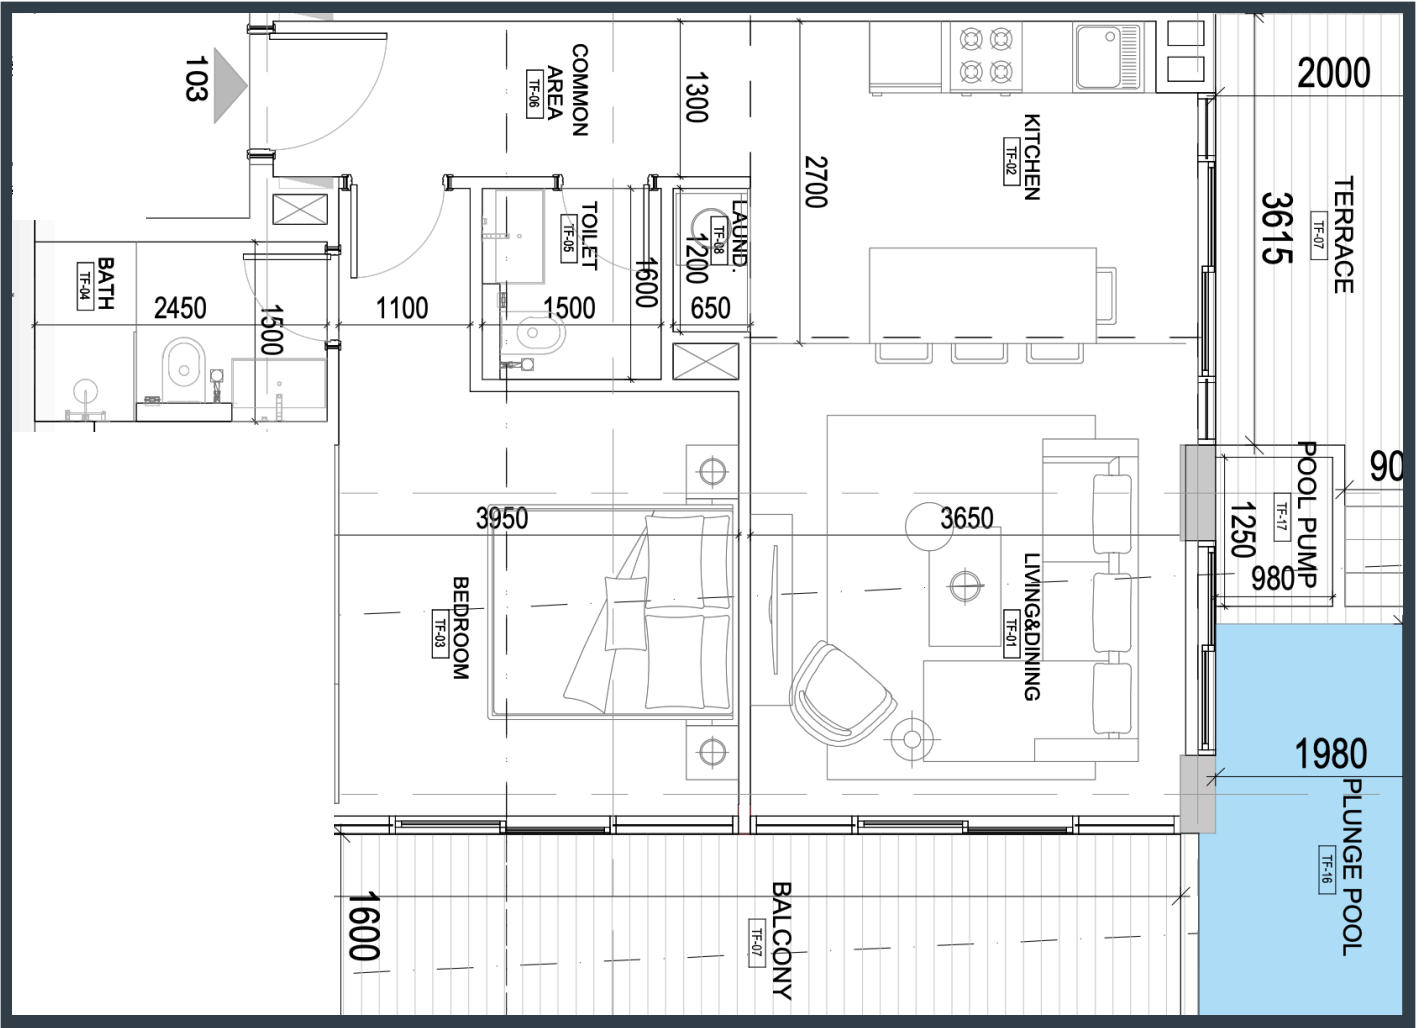 103
COMMON
AREA
TF-06
1300
2700
KITCHEN
TF-02
2000
TERRACE
TF-07
3615
TOILET
TF-05
LAUND.
TF-08
1200
1600
BATH
TF-04
2450
1500
1100
1500
650
POOL PUMP
TF-17
1250
980
90
3950
3650
BEDROOM
TF-03
LIVING&DINING
TF-01
1980
PLUNGE POOL
TF-16
1600
BALCONY
TF-07